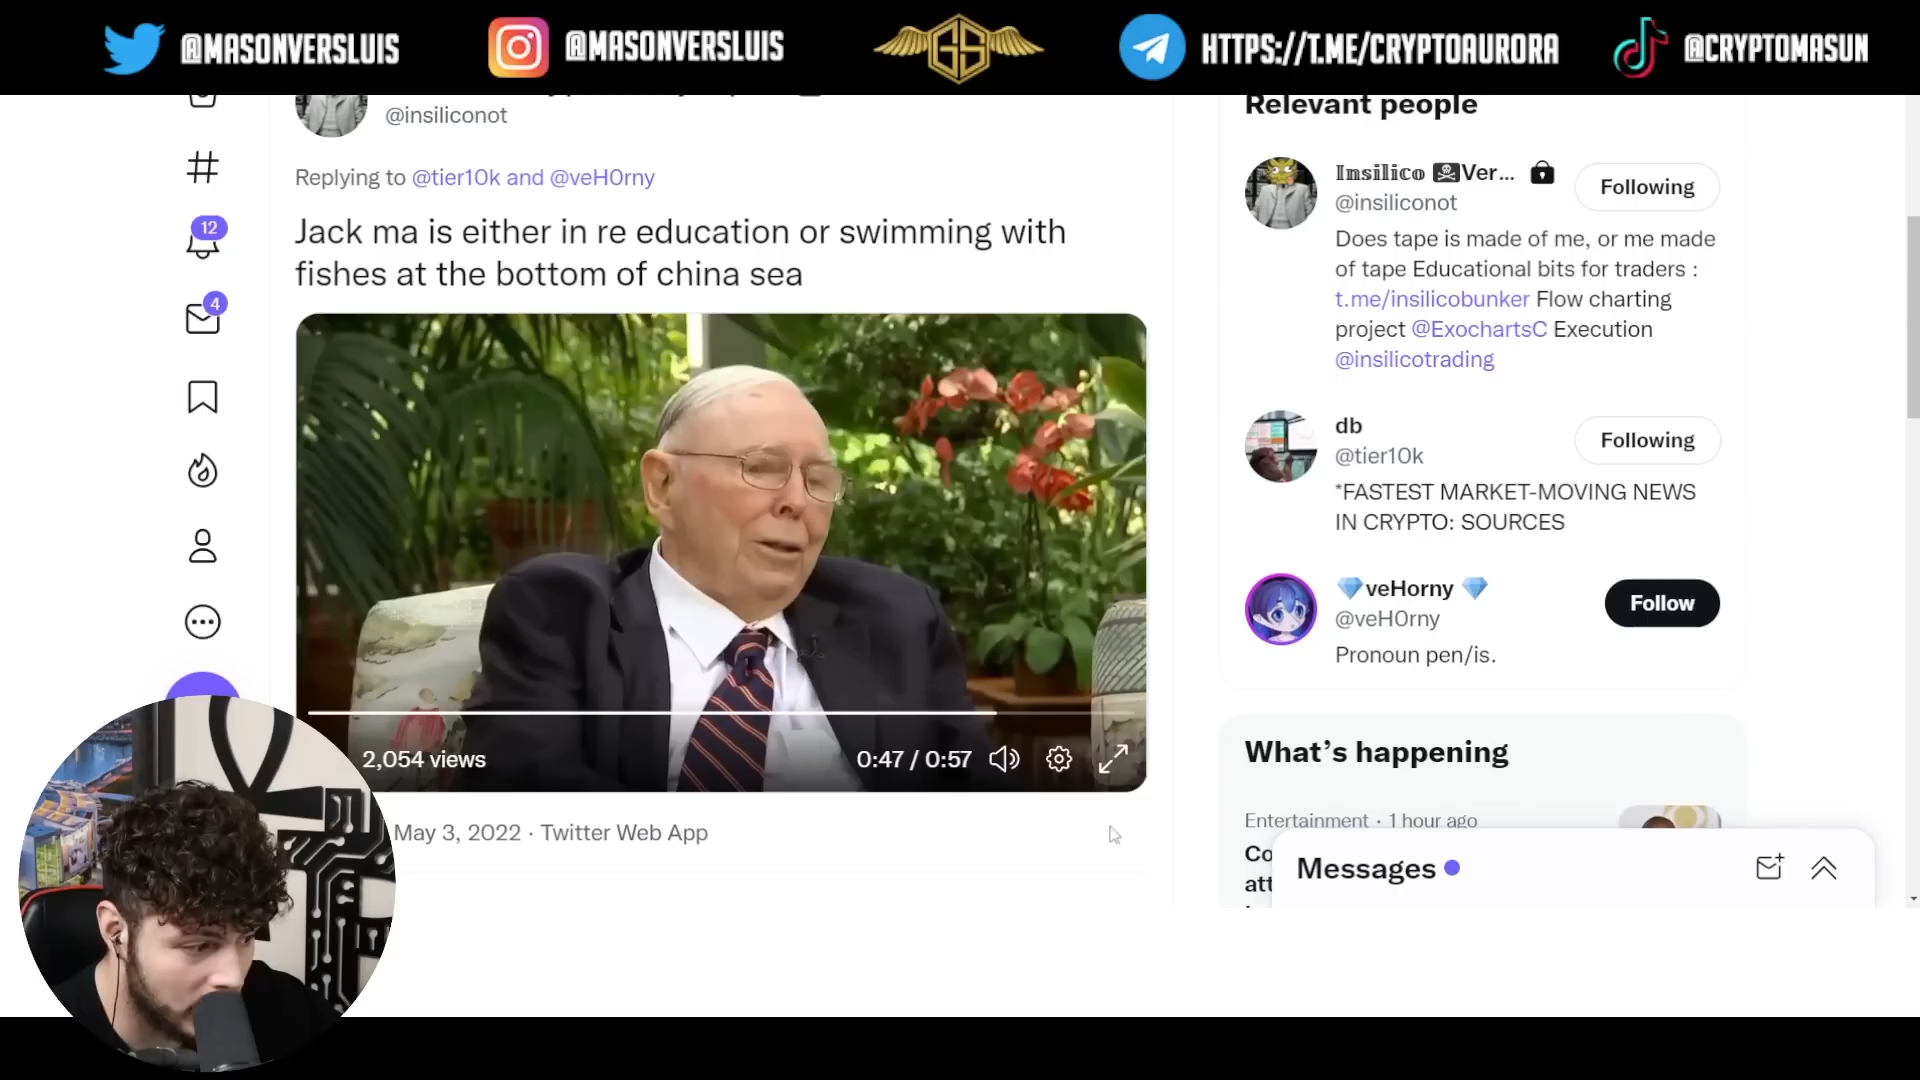 @MASONVERSLUIS
@MASONVERSLUIS
GS
HTTPS://T.ME/CRYPTOAURORA
@CRYPTOMASUN
@insiliconot
Replying to @tier10k and @veH0rny
Jack ma is either in re education or swimming with
fishes at the bottom of china sea
2,054 views
0:47 / 0:57
May 3, 2022 · Twitter Web App
12
4
Relevant people
𝕀𝕟𝕤𝕚𝕝𝕚𝕔𝕠 🏴‍☠️Ver...
Following
@insiliconot
Does tape is made of me, or me made
of tape Educational bits for traders :
t.me/insilicobunker Flow charting
project @ExochartsC Execution
@insilicotrading
db
Following
@tier10k
*FASTEST MARKET-MOVING NEWS
IN CRYPTO: SOURCES
💎veHorny 💎
Follow
@veH0rny
Pronoun pen/is.
What's happening
Entertainment · 1 hour ago
Co
att
Messages